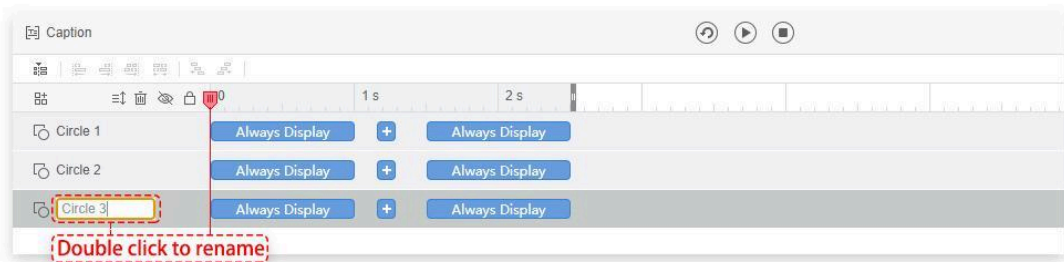 Caption
0 1 s 2 s
Circle 1 Always Display + Always Display
Circle 2 Always Display + Always Display
Circle 3 Always Display + Always Display
Double click to rename